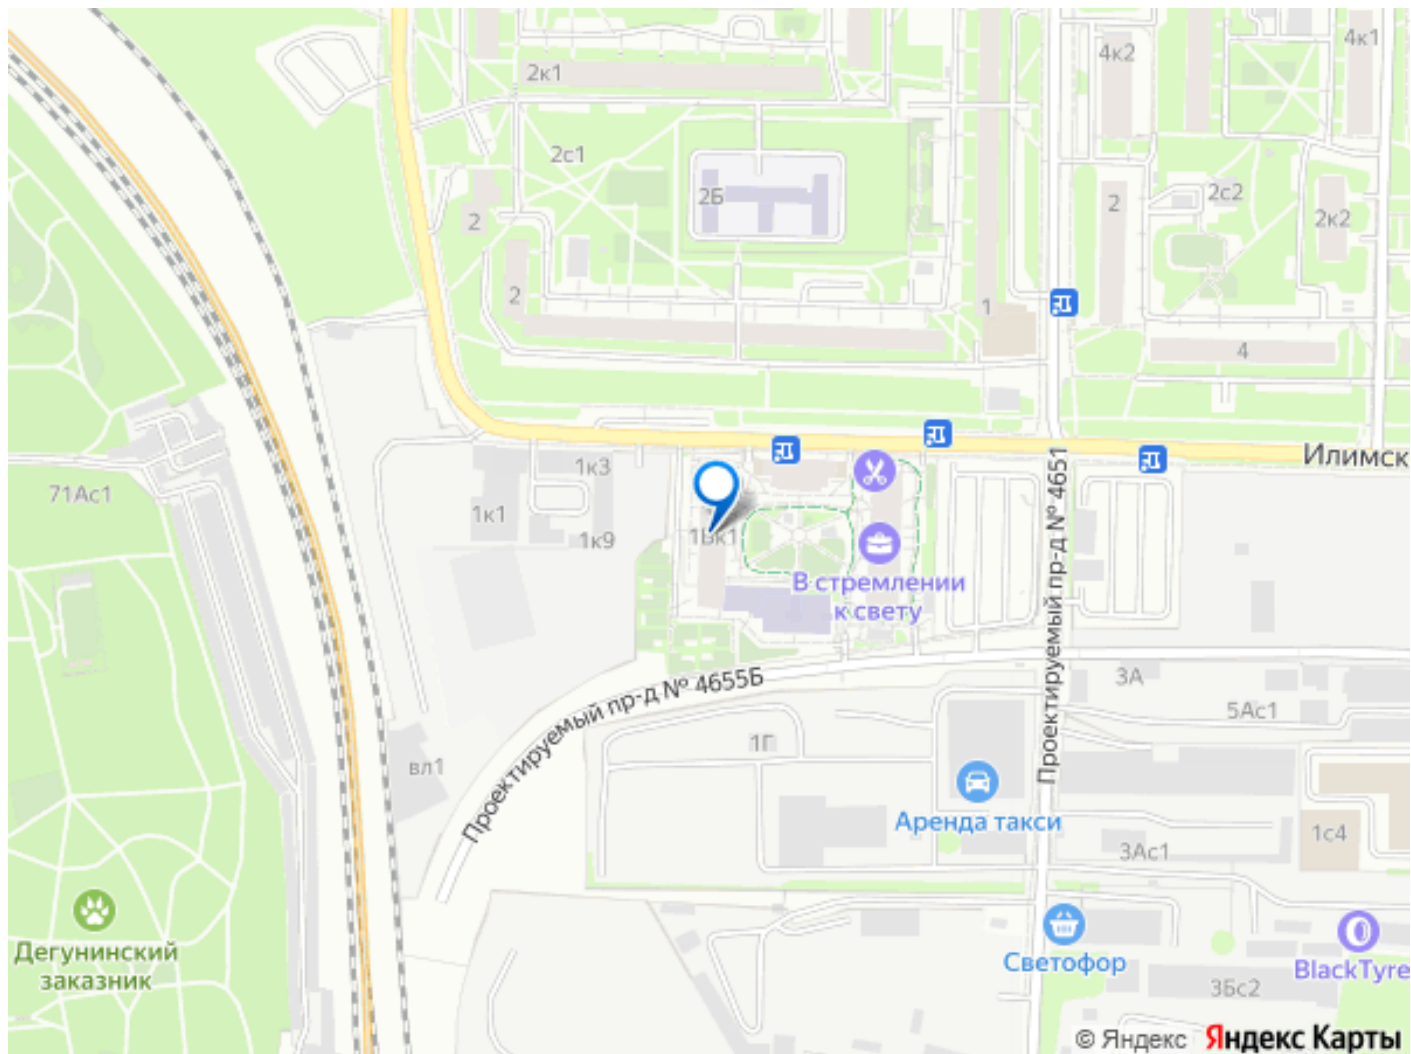 4к1
4к2
2к1
2с1
2Б
2с2
2
2к2
2
2
1
4
Илимск
1к3
71Ас1
1к1
1к9
1Вк1
В стремлении
к свету
Проектируемый пр-д № 4651
Проектируемый пр-д № 4655Б
3А
5Ас1
1Г
вл1
Аренда такси
1с4
3Ас1
Дегунинский
заказник
Светофор
BlackTyre
3Бс2
© Яндекс Яндекс Карты